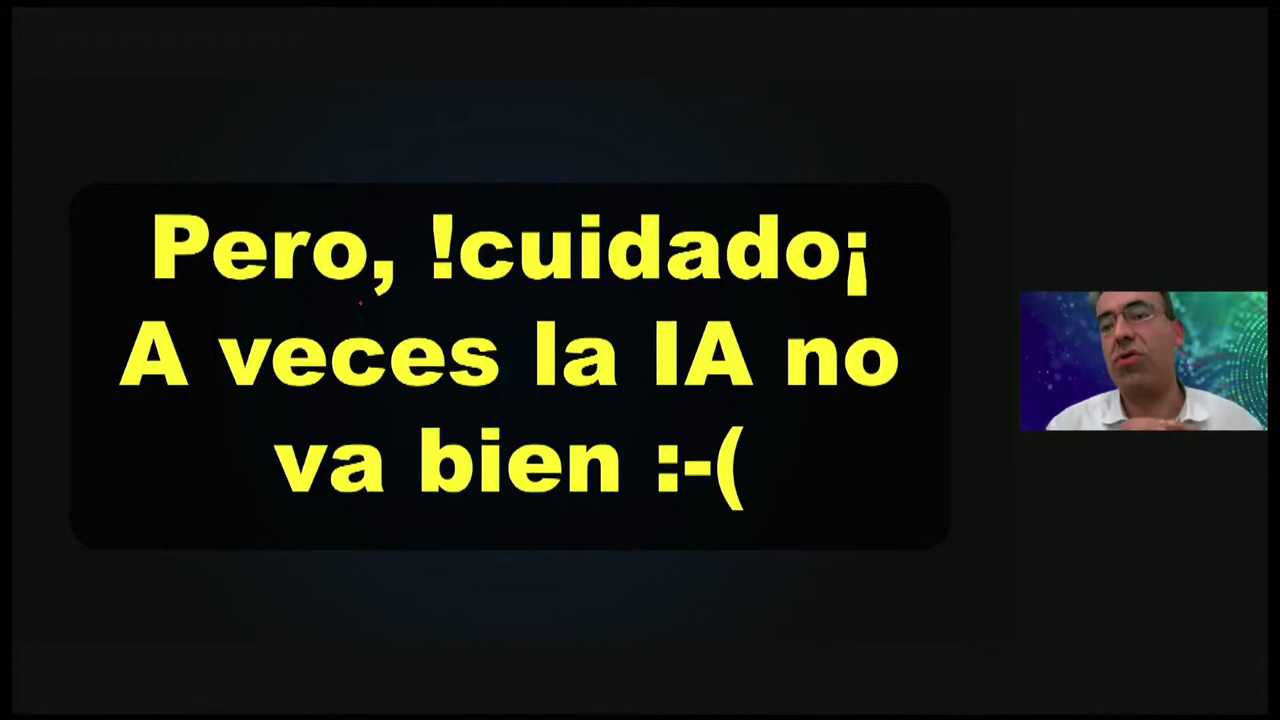 Pero, !cuidado¡
A veces la IA no
va bien :-(